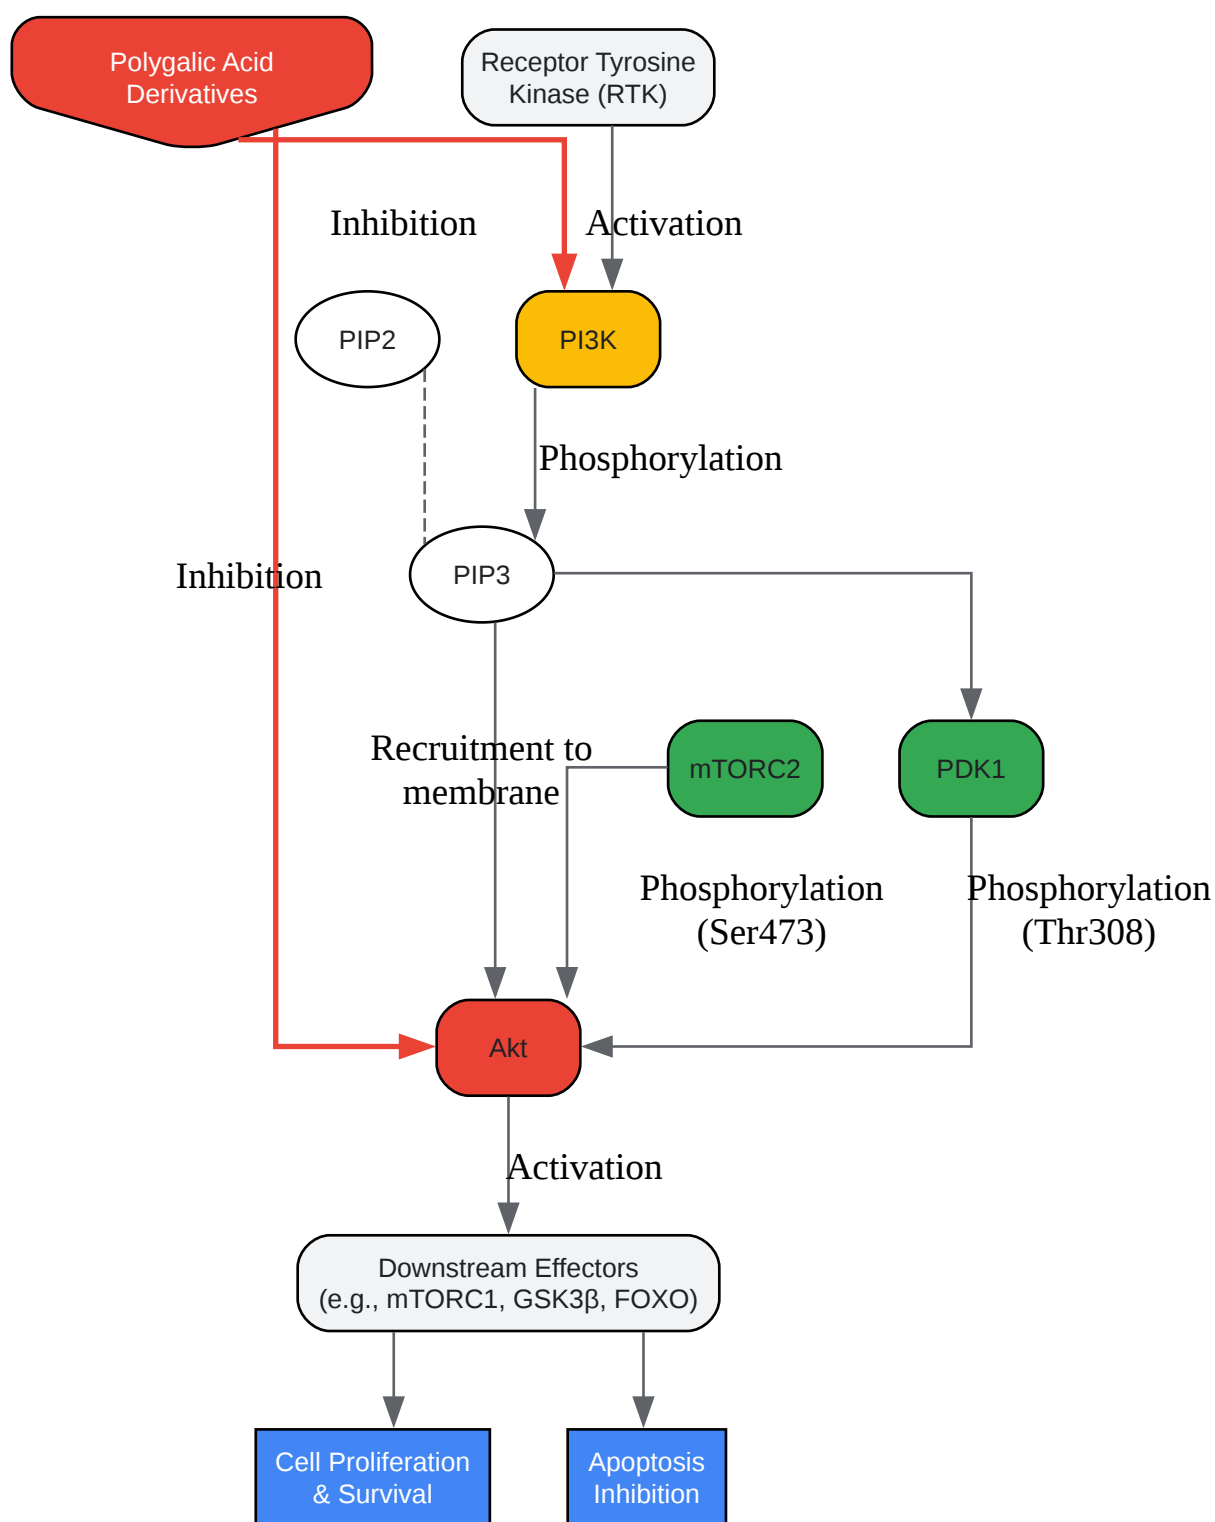 Polygalic Acid
Derivatives
Receptor Tyrosine
Kinase (RTK)
Inhibition
Activation
PIP2
PI3K
Phosphorylation
Inhibition
PIP3
Recruitment to
membrane
mTORC2
PDK1
Phosphorylation
(Ser473)
Phosphorylation
(Thr308)
Akt
Activation
Downstream Effectors
(e.g., mTORC1, GSK3β, FOXO)
Cell Proliferation
& Survival
Apoptosis
Inhibition